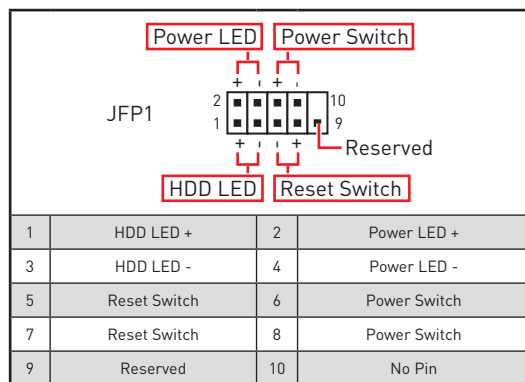 Power LED Power Switch
+ - + -
2 10
JFP1
1 9
Reserved
+ - - +
HDD LED Reset Switch
1 HDD LED + 2 Power LED +
3 HDD LED - 4 Power LED -
5 Reset Switch 6 Power Switch
7 Reset Switch 8 Power Switch
9 Reserved 10 No Pin